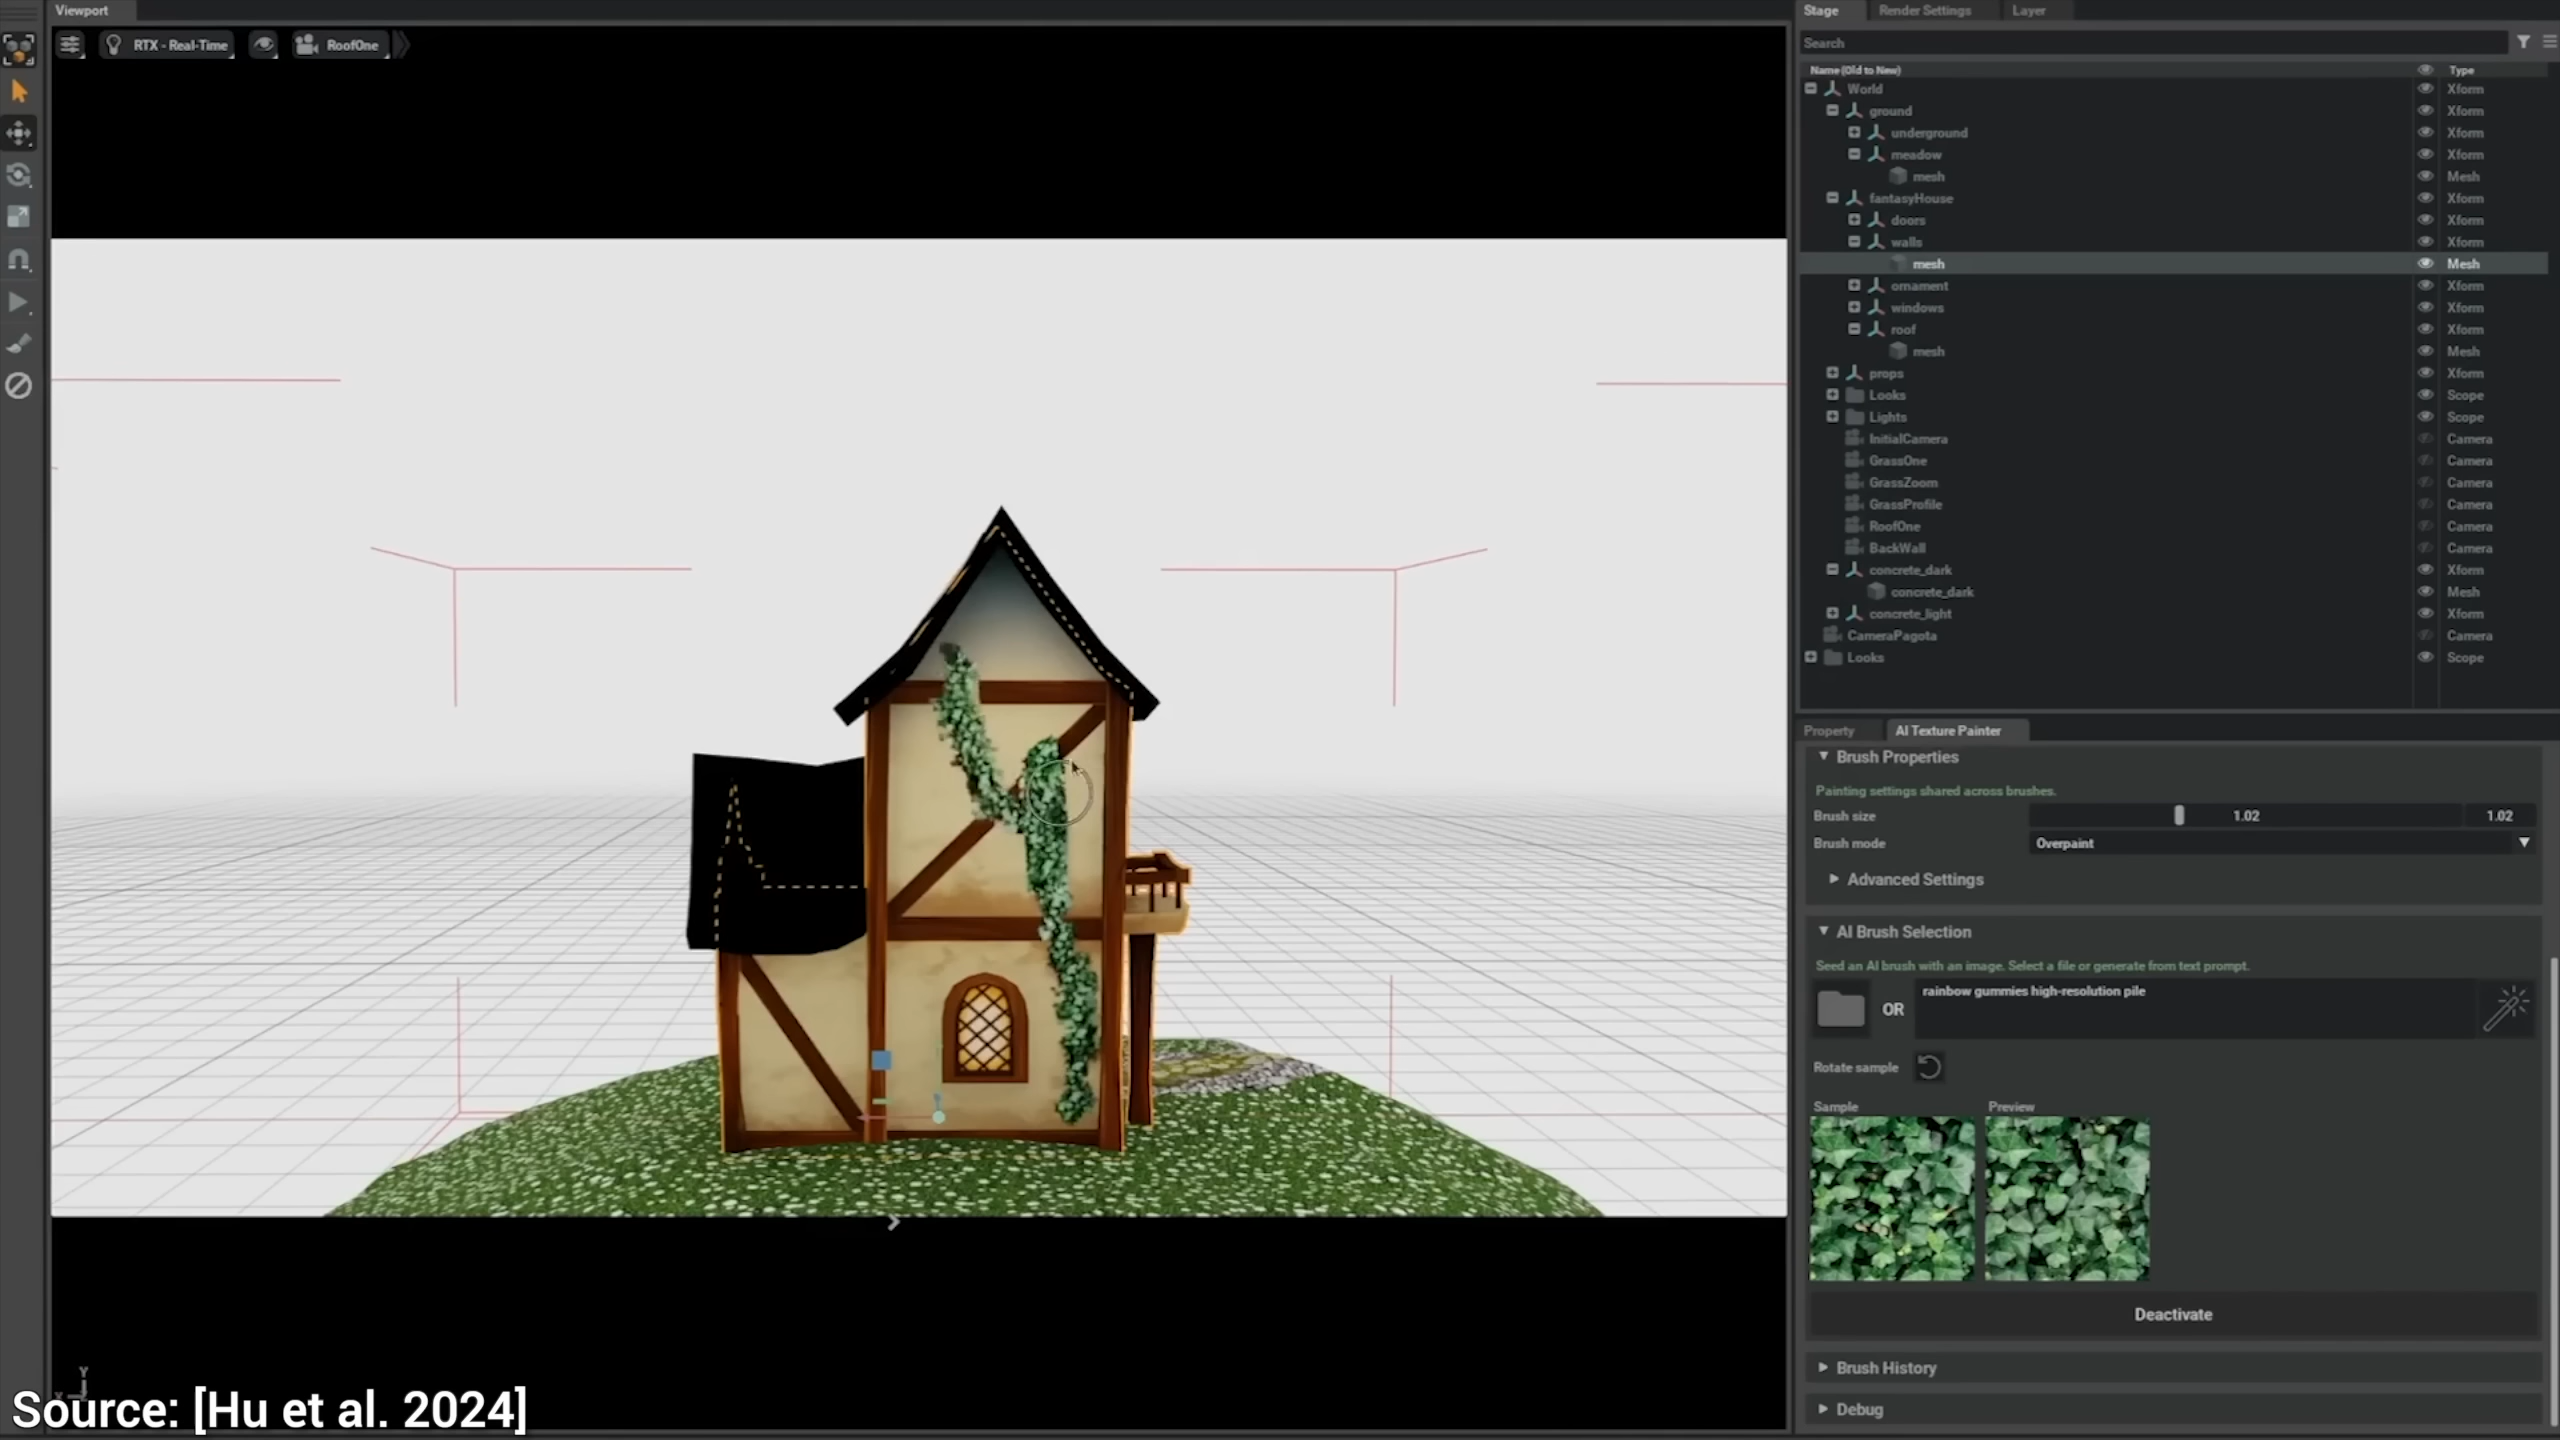 Viewport
RTX - Real-Time
RoofOne
Stage
Render Settings
Layer
Search
Name (Old to New) Type
World Xform
ground Xform
underground Xform
meadow Xform
mesh Mesh
fantasyHouse Xform
doors Xform
walls Xform
mesh Mesh
ornament Xform
windows Xform
roof Xform
mesh Mesh
props Xform
Looks Scope
Lights Scope
InitialCamera Camera
GrassOne Camera
GrassZoom Camera
GrassProfile Camera
RoofOne Camera
BackWall Camera
concrete_dark Xform
concrete_dark Mesh
concrete_light Xform
CameraPagota Camera
Looks Scope
Property
AI Texture Painter
Brush Properties
Painting settings shared across brushes.
Brush size 1.02 1.02
Brush mode Overpaint
Advanced Settings
AI Brush Selection
Seed an AI brush with an image. Select a file or generate from text prompt.
OR rainbow gummies high-resolution pile
Rotate sample
Sample Preview
Deactivate
Brush History
Debug
Y
X
Source: [Hu et al. 2024]